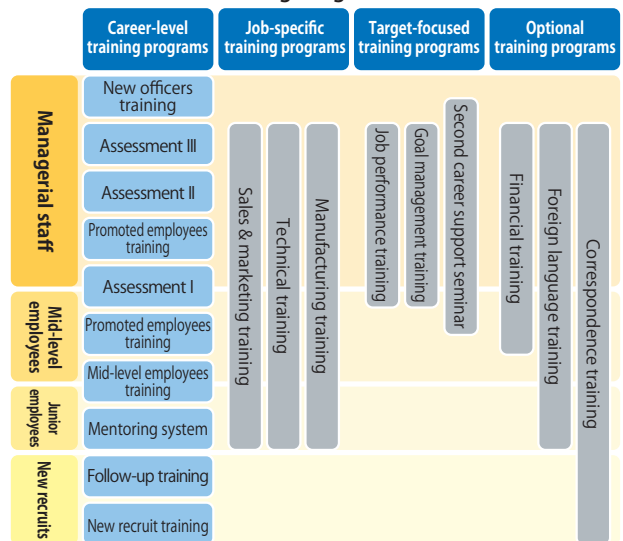 Career-level
training programs
Job-specific
training programs
Target-focused
training programs
Optional
training programs
Managerial staff
New officers
training
Assessment III
Assessment II
Promoted employees
training
Assessment I
Mid-level
employees
Promoted employees
training
Mid-level employees
training
Junior
employees
Mentoring system
New recruits
Follow-up training
New recruit training
Sales & marketing training
Technical training
Manufacturing training
Job performance training
Goal management training
Second career support seminar
Financial training
Foreign language training
Correspondence training